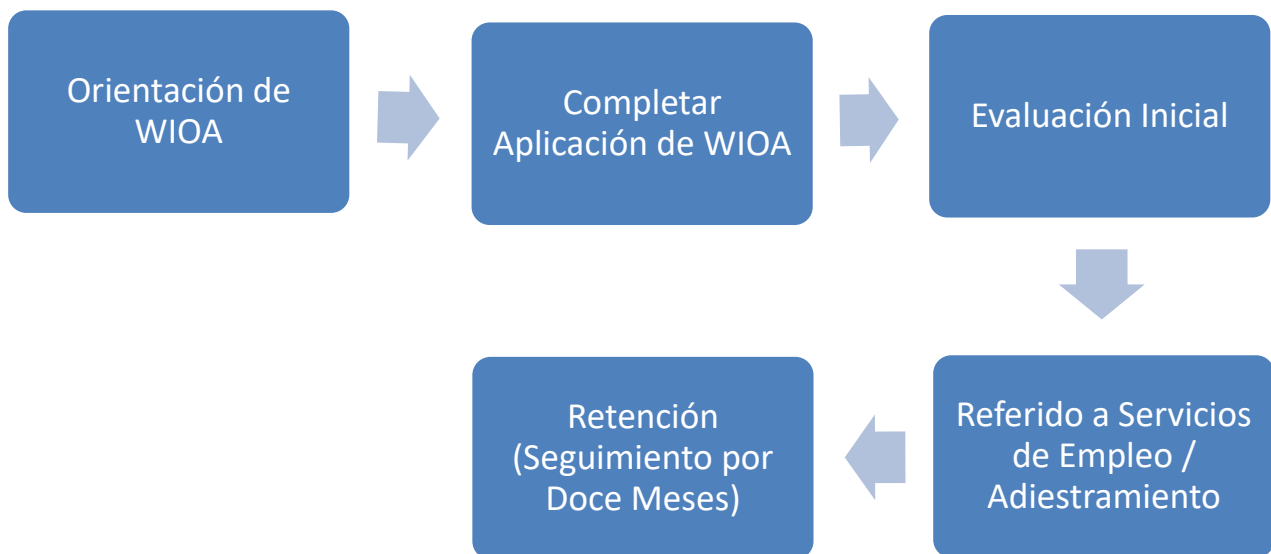 Orientación de
WIOA
Completar
Aplicación de WIOA
Evaluación Inicial
Referido a Servicios
de Empleo /
Adiestramiento
Retención
(Seguimiento por
Doce Meses)